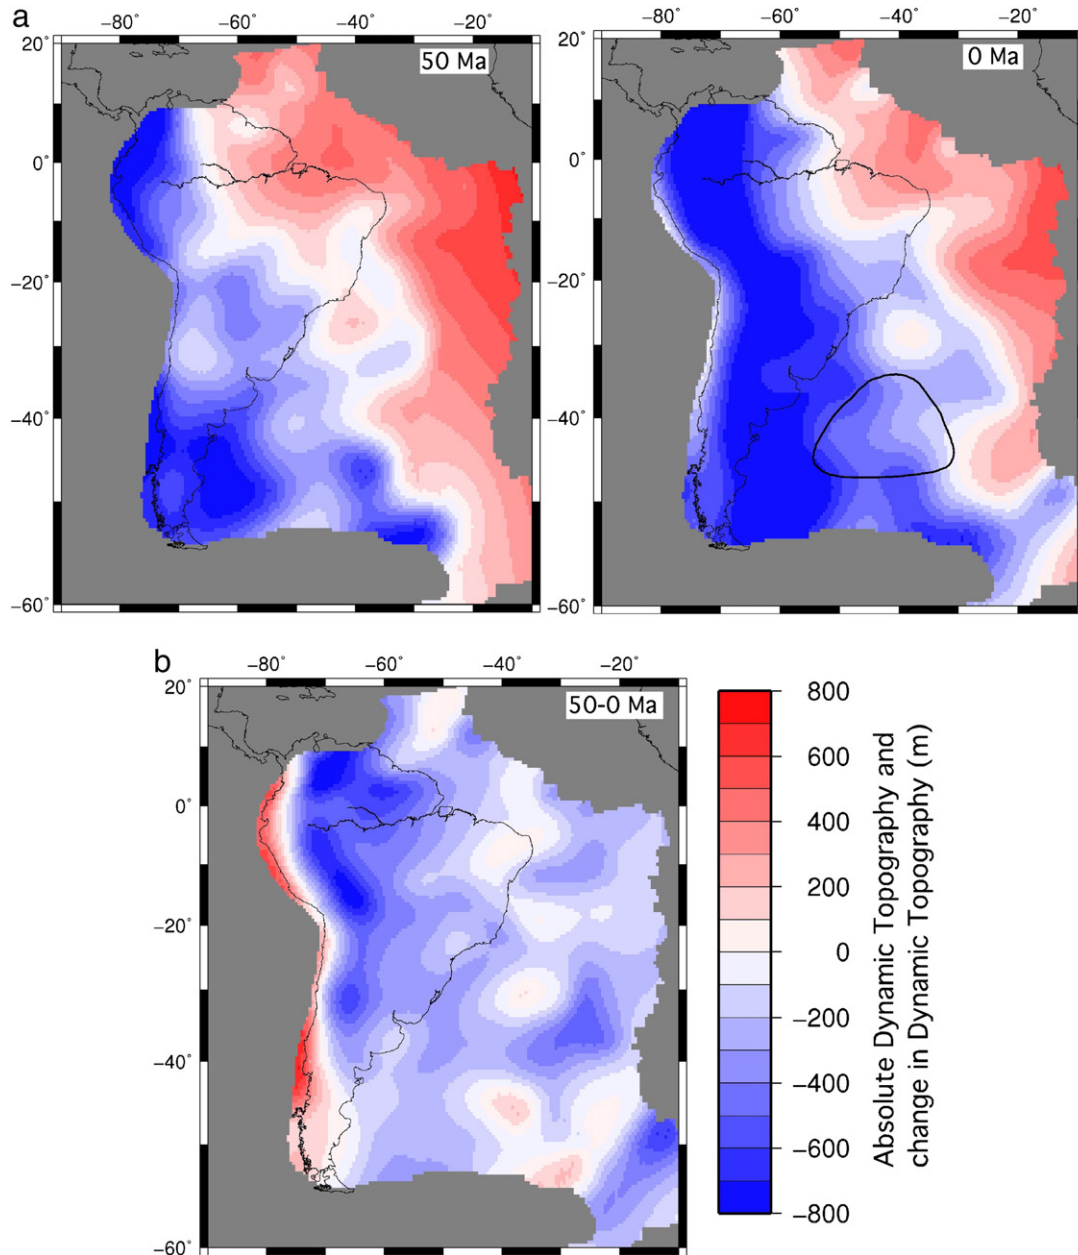 a
−80° −60° −40° −20°
−80° −60° −40° −20°
20°
0°
−20°
−40°
−60°
50 Ma
20°
0°
−20°
−40°
−60°
0 Ma
b
−80° −60° −40° −20°
20°
0°
−20°
−40°
−60°
50-0 Ma
800
600
400
200
0
−200
−400
−600
−800
Absolute Dynamic Topography and
change in Dynamic Topography (m)